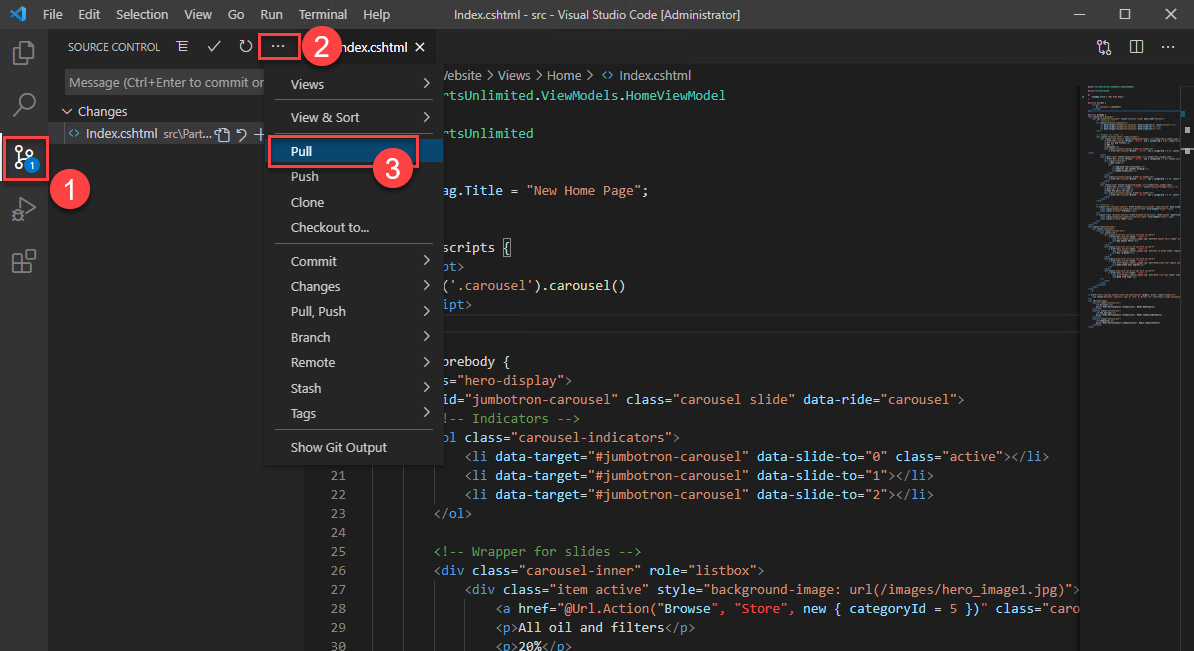 File Edit Selection View Go Run Terminal Help Index.cshtml - src - Visual Studio Code [Administrator]
SOURCE CONTROL ... 2 Index.cshtml
Message (Ctrl+Enter to commit or
Website > Views > Home > Index.cshtml
Changes
Index.cshtml src\Part...
1
1
Views
View & Sort
Pull
3
Push
Clone
Checkout to...
Commit
Changes
Pull, Push
Branch
Remote
Stash
Tags
Show Git Output
rtsUnlimited.ViewModels.HomeViewModel
rtsUnlimited
ag.Title = "New Home Page";
scripts {
pt>
('.carousel').carousel()
ipt>
prebody {
s="hero-display">
id="jumbotron-carousel" class="carousel slide" data-ride="carousel">
!-- Indicators -->
ol class="carousel-indicators">
<li data-target="#jumbotron-carousel" data-slide-to="0" class="active"></li>
21 <li data-target="#jumbotron-carousel" data-slide-to="1"></li>
22 <li data-target="#jumbotron-carousel" data-slide-to="2"></li>
23 </ol>
24
25 <!-- Wrapper for slides -->
26 <div class="carousel-inner" role="listbox">
27 <div class="item active" style="background-image: url(/images/hero_image1.jpg)">
28 <a href="@Url.Action("Browse", "Store", new { categoryId = 5 })" class="caro
29 <p>All oil and filters</p>
30 <p>20%</p>